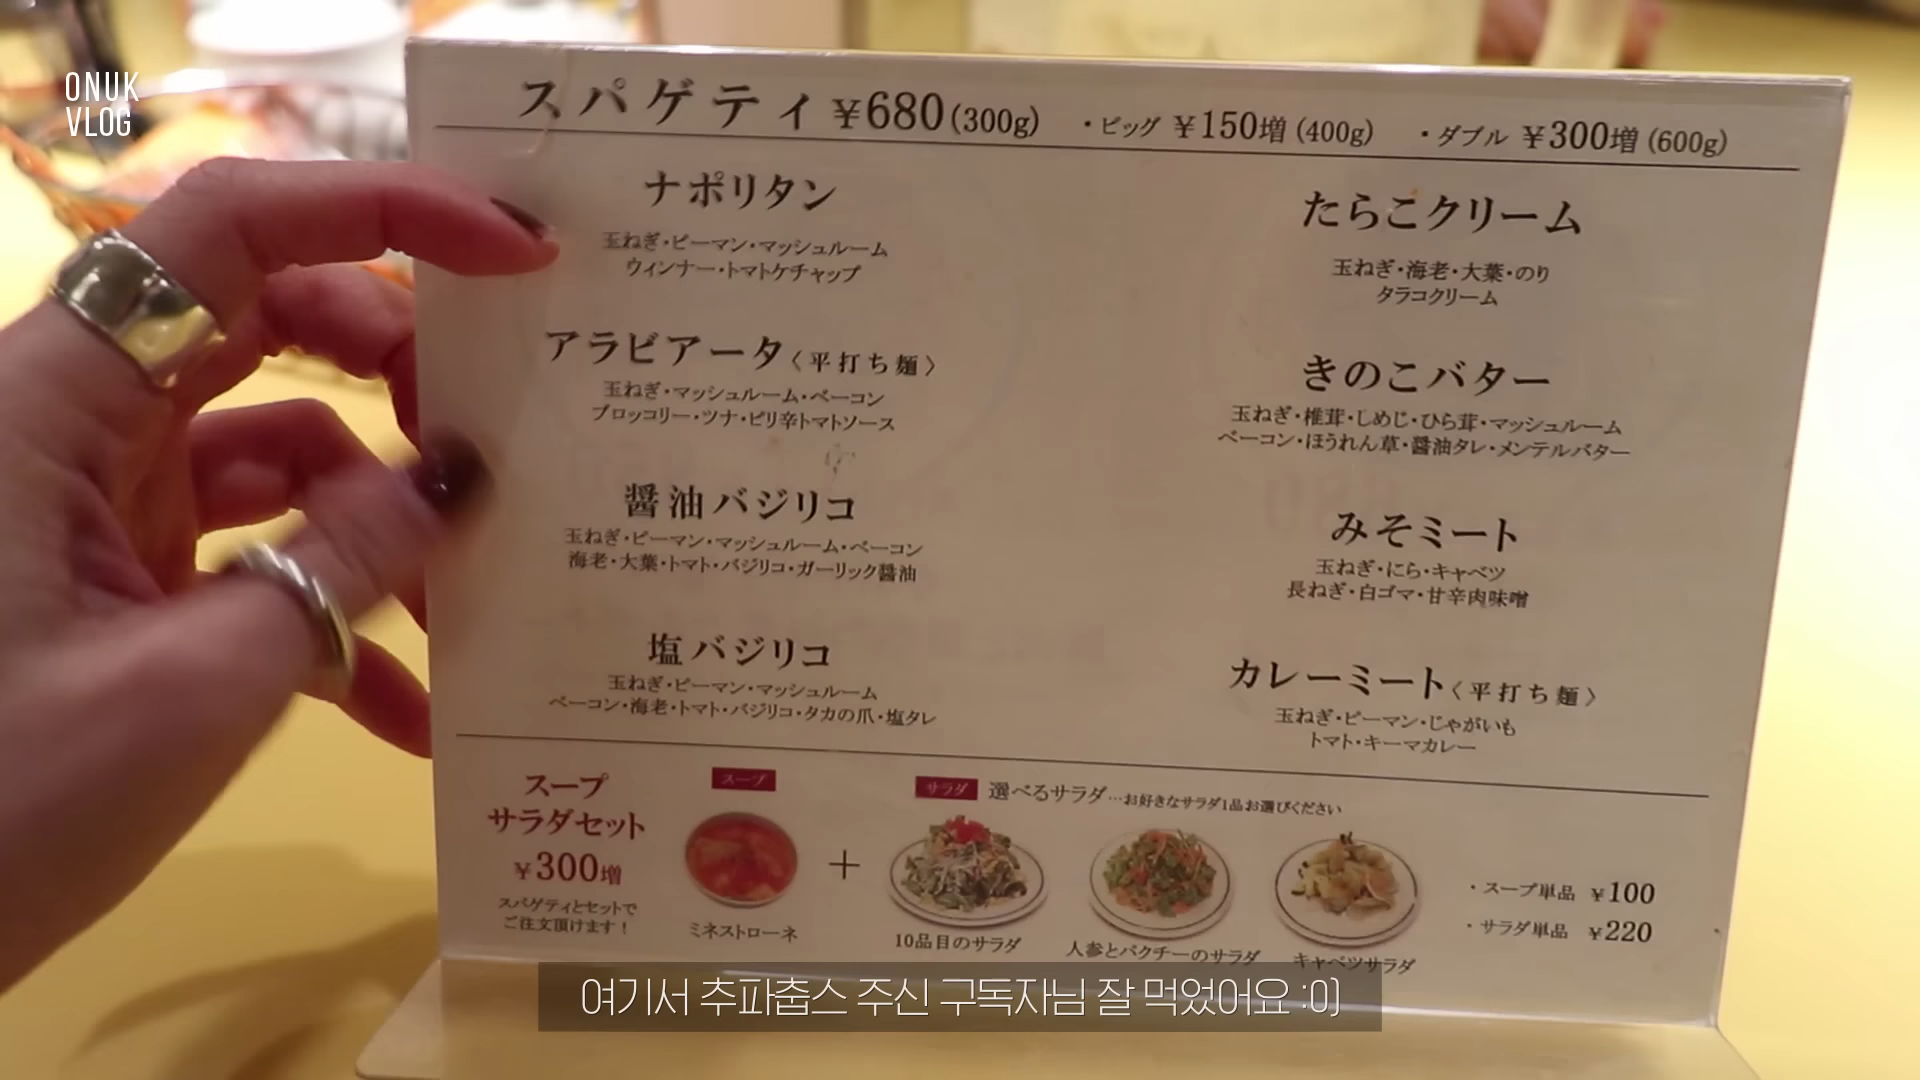 ONUK
VLOG
スパゲティ ¥680(300g) ・ビッグ ¥150増 (400g) ・ダブル ¥300増 (600g)
ナポリタン
玉ねぎ・ピーマン・マッシュルーム
ウィンナー・トマトケチャップ
アラビアータ〈平打ち麺〉
玉ねぎ・マッシュルーム・ベーコン
ブロッコリー・ツナ・ピリ辛トマトソース
醤油バジリコ
玉ねぎ・ピーマン・マッシュルーム・ベーコン
海老・大葉・トマト・バジリコ・ガーリック醤油
塩バジリコ
玉ねぎ・ピーマン・マッシュルーム
ベーコン・海老・トマト・バジリコ・タカの爪・塩タレ
たらこクリーム
玉ねぎ・海老・大葉・のり
タラコクリーム
きのこバター
玉ねぎ・椎茸・しめじ・ひら茸・マッシュルーム
ベーコン・ほうれん草・醤油タレ・メンテルバター
みそミート
玉ねぎ・にら・キャベツ
長ねぎ・白ゴマ・甘辛肉味噌
カレーミート〈平打ち麺〉
玉ねぎ・ピーマン・じゃがいも
トマト・キーマカレー
スープ
サラダセット
¥300増
スパゲティとセットで
ご注文頂けます！
スープ
ミネストローネ
+
サラダ 選べるサラダ…お好きなサラダ1品お選びください
10品目のサラダ
人参とパクチーのサラダ
キャベツサラダ
・スープ単品 ¥100
・サラダ単品 ¥220
여기서 추파춥스 주신 구독자님 잘 먹었어요 :0)